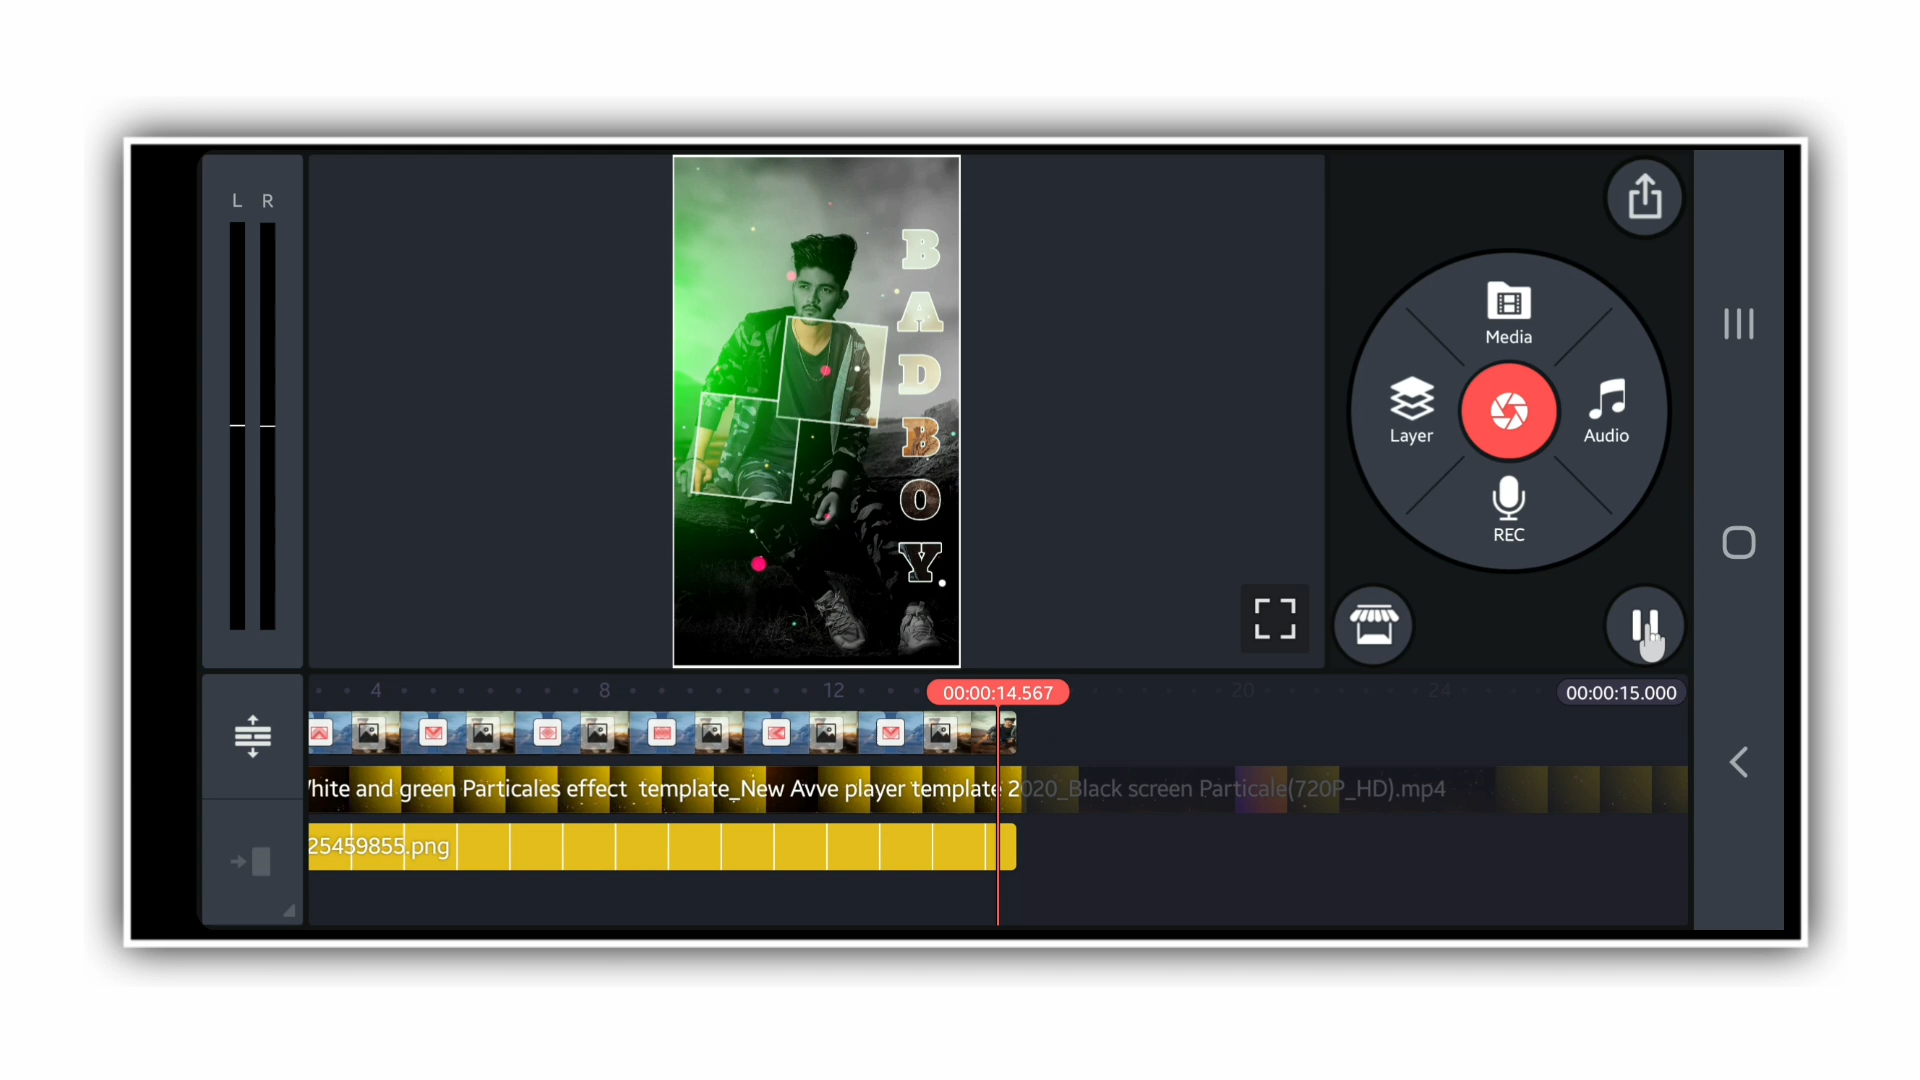 L R
B
A
D
B
O
Y
Media
Layer
Audio
REC
4 8 12 20 24
00:00:14.567
00:00:15.000
hite and green Particales effect template_New Avve player template 2020_Black screen Particale(720P_HD).mp4
25459855.png